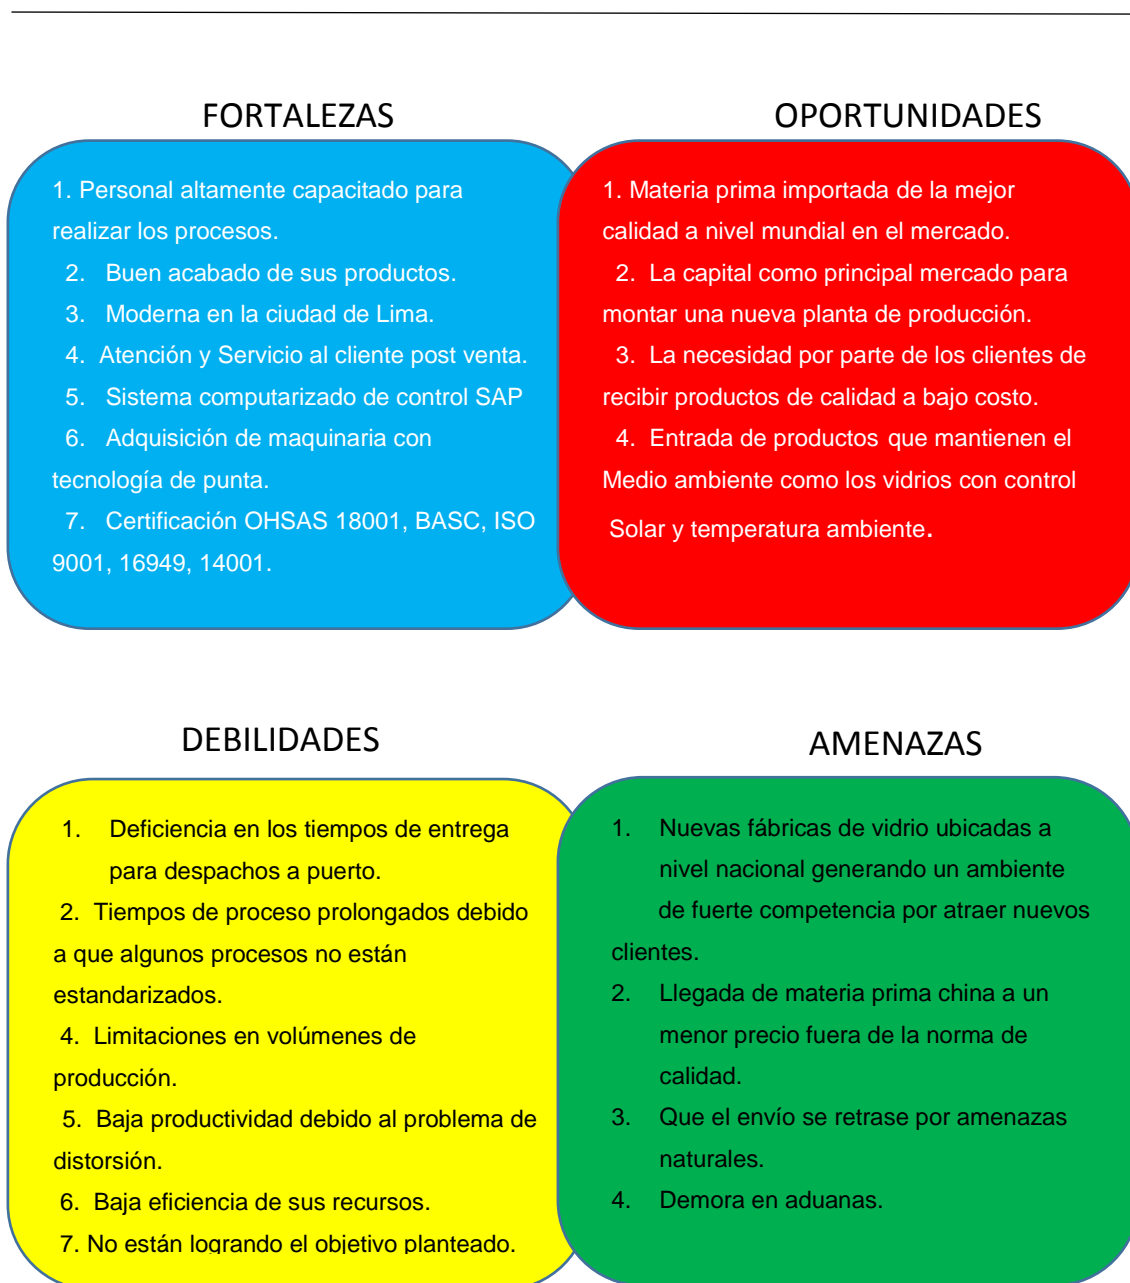 FORTALEZAS
1. Personal altamente capacitado para
realizar los procesos.
2. Buen acabado de sus productos.
3. Moderna en la ciudad de Lima.
4. Atención y Servicio al cliente post venta.
5. Sistema computarizado de control SAP
6. Adquisición de maquinaria con
tecnología de punta.
7. Certificación OHSAS 18001, BASC, ISO
9001, 16949, 14001.
OPORTUNIDADES
1. Materia prima importada de la mejor
calidad a nivel mundial en el mercado.
2. La capital como principal mercado para
montar una nueva planta de producción.
3. La necesidad por parte de los clientes de
recibir productos de calidad a bajo costo.
4. Entrada de productos que mantienen el
Medio ambiente como los vidrios con control
Solar y temperatura ambiente.
DEBILIDADES
1. Deficiencia en los tiempos de entrega
para despachos a puerto.
2. Tiempos de proceso prolongados debido
a que algunos procesos no están
estandarizados.
4. Limitaciones en volúmenes de
producción.
5. Baja productividad debido al problema de
distorsión.
6. Baja eficiencia de sus recursos.
7. No están logrando el objetivo planteado.
AMENAZAS
1. Nuevas fábricas de vidrio ubicadas a
nivel nacional generando un ambiente
de fuerte competencia por atraer nuevos
clientes.
2. Llegada de materia prima china a un
menor precio fuera de la norma de
calidad.
3. Que el envío se retrase por amenazas
naturales.
4. Demora en aduanas.